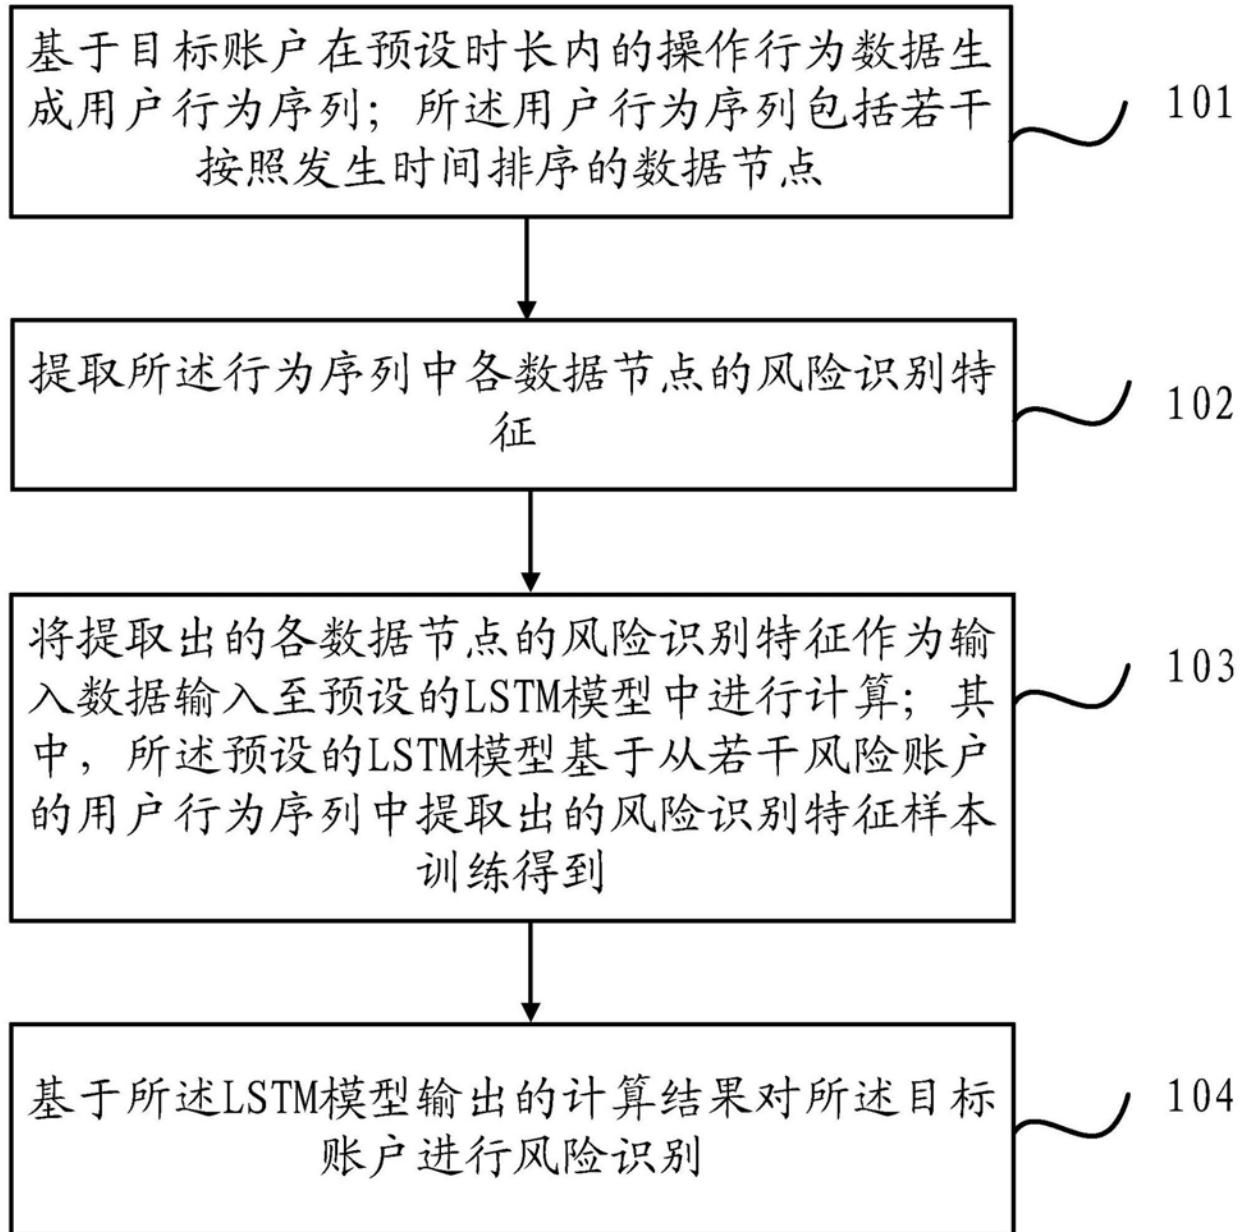 基于目标账户在预设时长内的操作行为数据生
成用户行为序列；所述用户行为序列包括若干
按照发生时间排序的数据节点
101
提取所述行为序列中各数据节点的风险识别特
征
102
将提取出的各数据节点的风险识别特征作为输
入数据输入至预设的LSTM模型中进行计算；其
中，所述预设的LSTM模型基于从若干风险账户
的用户行为序列中提取出的风险识别特征样本
训练得到
103
基于所述LSTM模型输出的计算结果对所述目标
账户进行风险识别
104